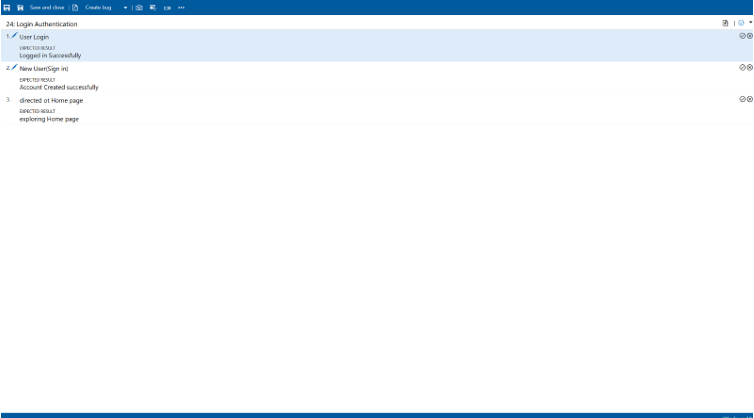 Save and close Create bug
24: Login Authentication
1. User Login
EXPECTED RESULT
Logged in Successfully
2. New User(Sign in)
EXPECTED RESULT
Account Created successfully
3. directed ot Home page
EXPECTED RESULT
exploring Home page